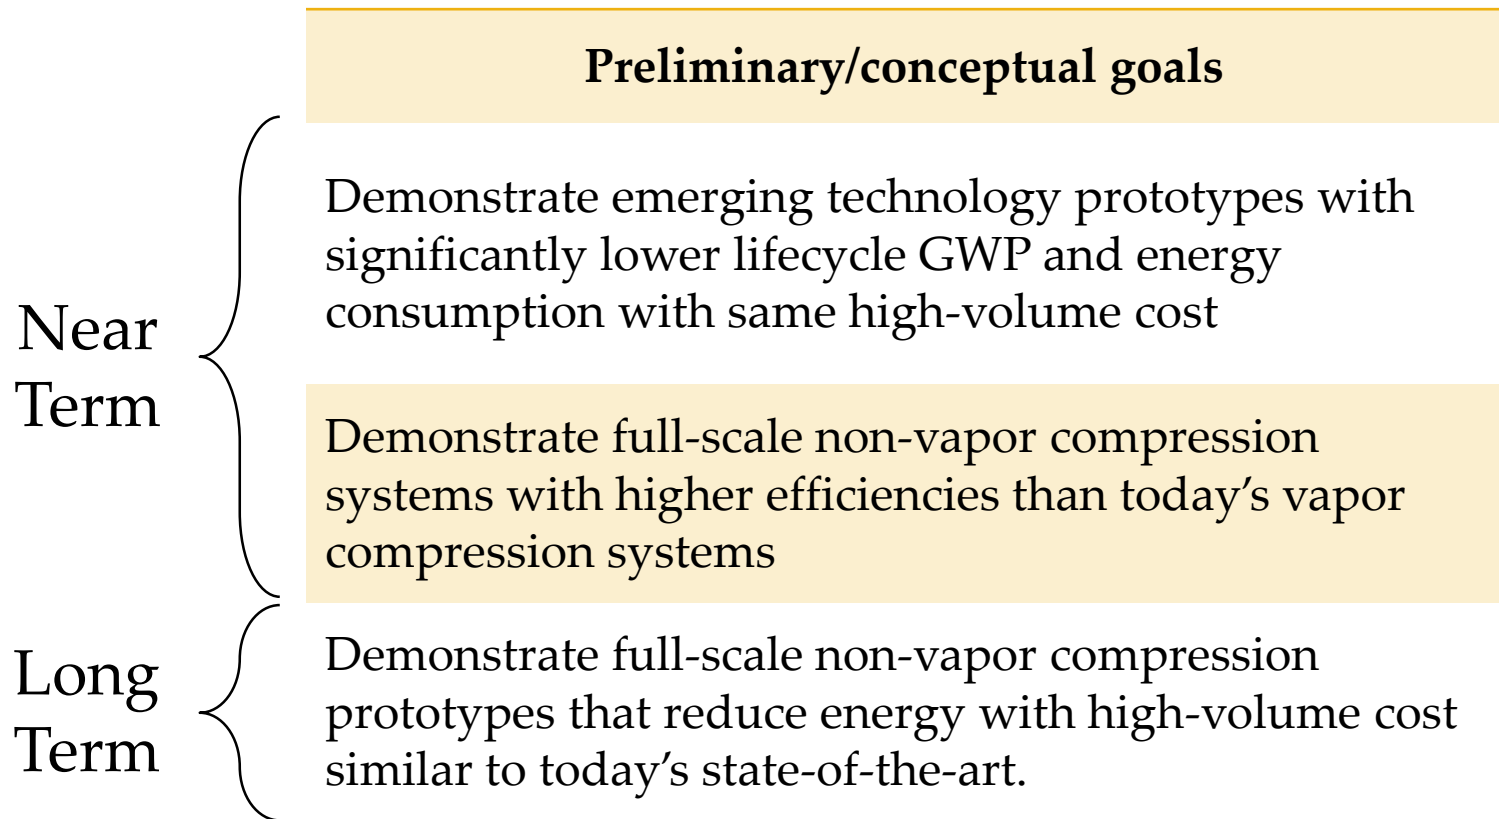 Preliminary/conceptual goals
Near
Term
Demonstrate emerging technology prototypes with
significantly lower lifecycle GWP and energy
consumption with same high-volume cost
Demonstrate full-scale non-vapor compression
systems with higher efficiencies than today’s vapor
compression systems
Long
Term
Demonstrate full-scale non-vapor compression
prototypes that reduce energy with high-volume cost
similar to today’s state-of-the-art.